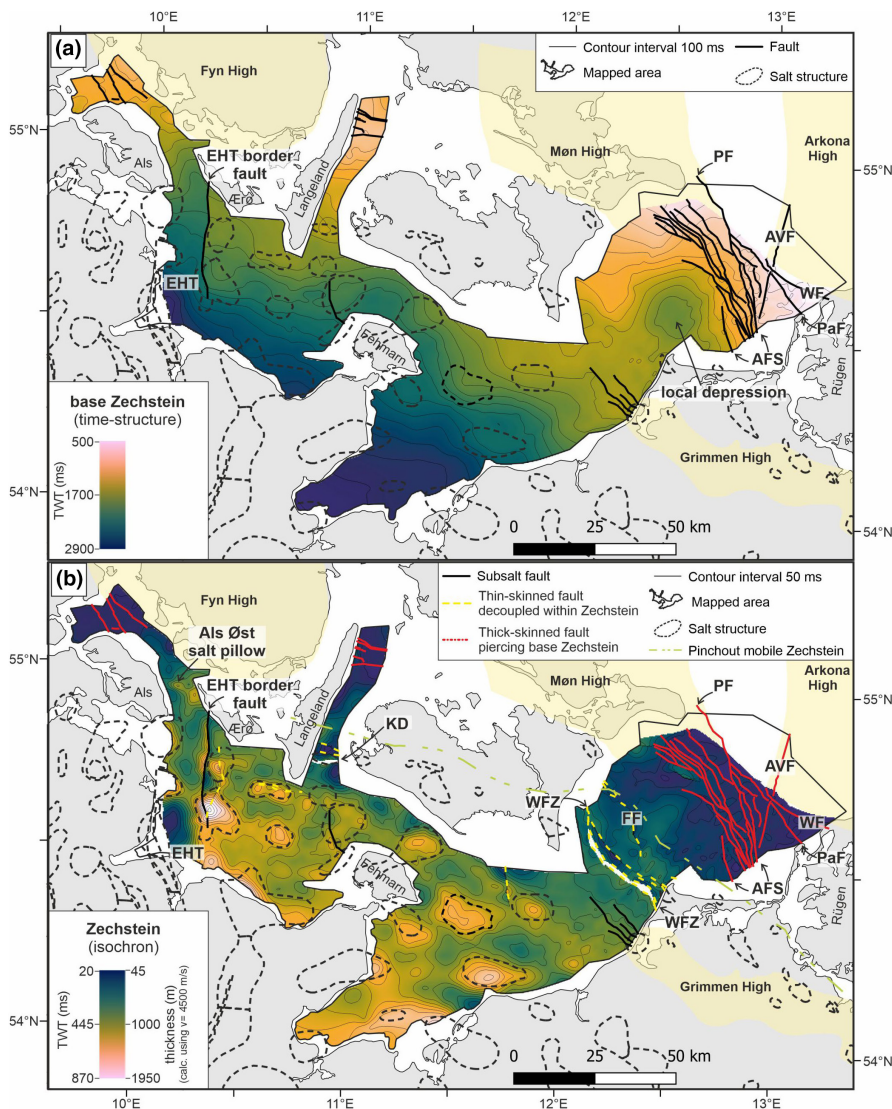 10°E
11°E
12°E
13°E
(a)
Contour interval 100 ms
Fault
Mapped area
Salt structure
Fyn High
55°N
55°N
Als
EHT border
fault
Ærø
Langeland
Møn High
PF
Arkona
High
AVF
EHT
WF
PaF
Fehmarn
AFS
Rügen
local depression
base Zechstein
(time-structure)
500
1700
2900
TWT (ms)
Grimmen High
54°N
54°N
0 25 50 km
(b)
Subsalt fault
Contour interval 50 ms
Thin-skinned fault
decoupled within Zechstein
Mapped area
Thick-skinned fault
piercing base Zechstein
Salt structure
Pinchout mobile Zechstein
Fyn High
Als Øst
salt pillow
55°N
55°N
Als
EHT border
fault
Ærø
Langeland
KD
Møn High
PF
Arkona
High
AVF
WFZ
FF
WF
EHT
PaF
Fehmarn
AFS
Rügen
WFZ
Zechstein
(isochron)
20 45
445 1000
870 1950
TWT (ms)
thickness (m)
(calc. using v= 4500 m/s)
Grimmen High
54°N
54°N
0 25 50 km
10°E
11°E
12°E
13°E